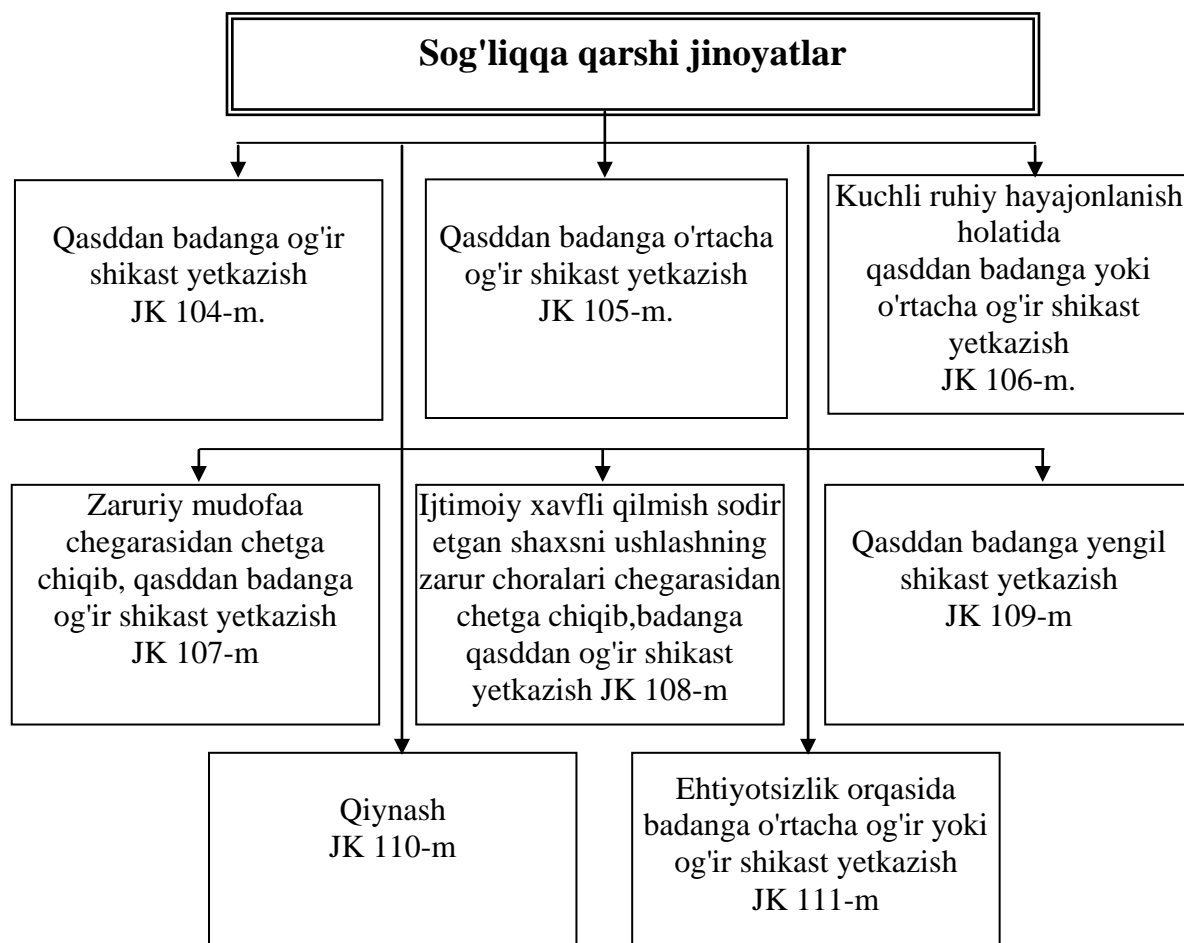 Sog'liqqa qarshi jinoyatlar
Qasddan badanga og'ir
shikast yetkazish
JK 104-m.
Qasddan badanga o'rtacha
og'ir shikast yetkazish
JK 105-m.
Kuchli ruhiy hayajonlanish
holatida
qasddan badanga yoki
o'rtacha og'ir shikast
yetkazish
JK 106-m.
Zaruriy mudofaa
chegarasidan chetga
chiqib, qasddan badanga
og'ir shikast yetkazish
JK 107-m
Ijtimoiy xavfli qilmish sodir
etgan shaxsni ushlashning
zarur choralari chegarasidan
chetga chiqib,badanga
qasddan og'ir shikast
yetkazish JK 108-m
Qasddan badanga yengil
shikast yetkazish
JK 109-m
Qiynash
JK 110-m
Ehtiyotsizlik orqasida
badanga o'rtacha og'ir yoki
og'ir shikast yetkazish
JK 111-m